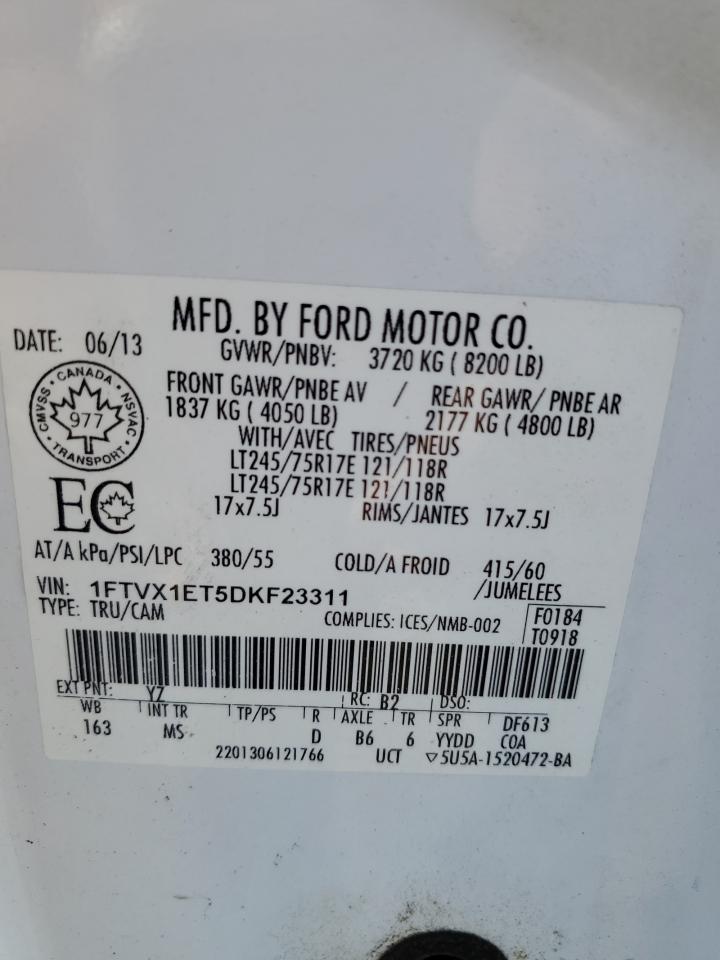 MFD. BY FORD MOTOR CO.
DATE: 06/13
GVWR/PNBV: 3720 KG ( 8200 LB)
CMVSS · CANADA · NSVAC
977
TRANSPORT
FRONT GAWR/PNBE AV / REAR GAWR/ PNBE AR
1837 KG ( 4050 LB) 2177 KG ( 4800 LB)
WITH/AVEC TIRES/PNEUS
LT245/75R17E 121/118R
LT245/75R17E 121/118R
EC
17x7.5J RIMS/JANTES 17x7.5J
AT/A kPa/PSI/LPC 380/55 COLD/A FROID 415/60
VIN: 1FTVX1ET5DKF23311 /JUMELEES
TYPE: TRU/CAM COMPLIES: ICES/NMB-002
F0184
T0918
EXT PNT: YZ RC: B2 DSO:
WB INT TR TP/PS R AXLE TR SPR DF613
163 MS D B6 6 YYDD COA
2201306121766 UCT ▽5U5A-1520472-BA